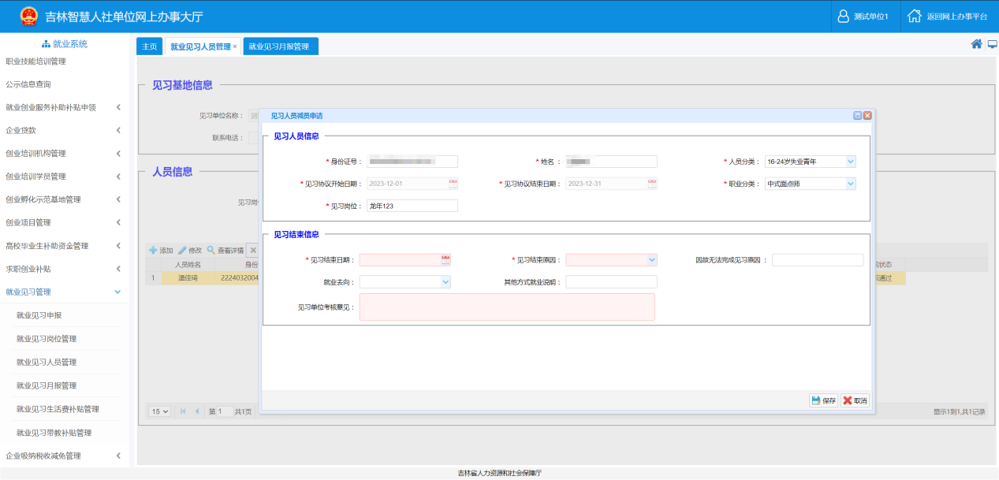 吉林智慧人社单位网上办事大厅
测试单位1
返回网上办事平台
就业系统
主页
就业见习人员管理 ×
就业见习月报管理
职业技能培训管理
公示信息查询
就业创业服务补助补贴申领
企业贷款
创业培训机构管理
创业培训学员管理
创业孵化示范基地管理
创业项目管理
高校毕业生补助资金管理
求职创业补贴
就业见习管理
就业见习申报
就业见习岗位管理
就业见习人员管理
就业见习月报管理
就业见习生活费补贴管理
就业见习带教补贴管理
企业吸纳税收减免管理
见习基地信息
见习单位名称：
联系电话：
人员信息
见习岗
添加 修改 查看详情
人员姓名 身份
1 温佳琦 2224032004
状态
通过
见习人员减员申请
见习人员信息
* 身份证号：
* 姓名：
* 人员分类： 16-24岁失业青年
* 见习协议开始日期： 2023-12-01
* 见习协议结束日期： 2023-12-31
* 职业分类： 中式面点师
* 见习岗位： 龙年123
见习结束信息
* 见习结束日期：
* 见习结束原因：
因故无法完成见习原因：
就业去向：
其他方式就业说明：
见习单位考核意见：
保存 取消
15 第 1 共1页
显示1到1,共1记录
吉林省人力资源和社会保障厅